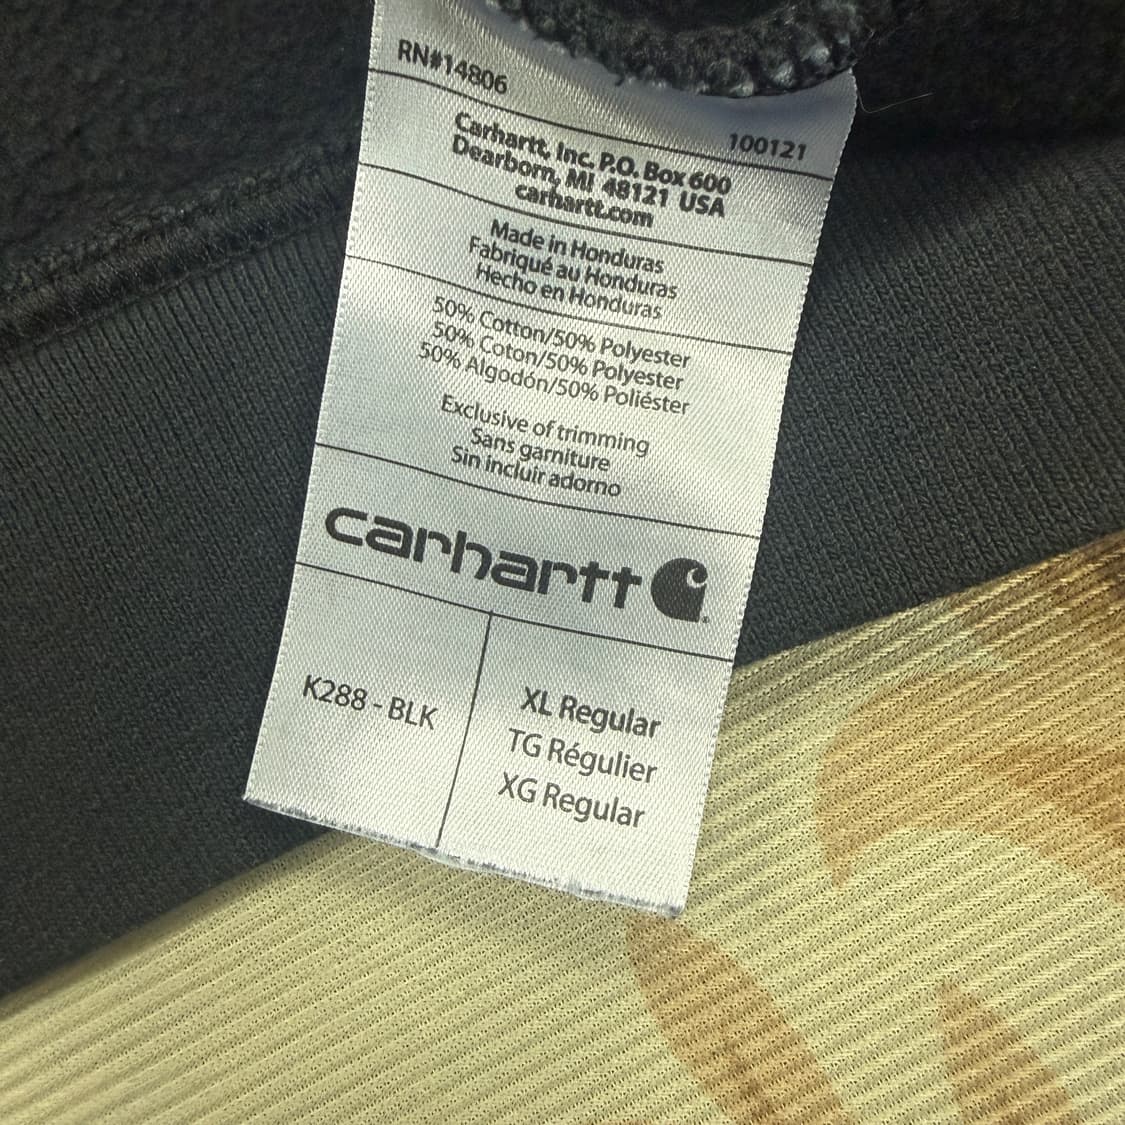 RN#14806
100121
Carhartt, Inc. P.O. Box 600
Dearborn, MI 48121 USA
carhartt.com
Made in Honduras
Fabriqué au Honduras
Hecho en Honduras
50% Cotton/50% Polyester
50% Coton/50% Polyester
50% Algodón/50% Poliéster
Exclusive of trimming
Sans garniture
Sin incluir adorno
carhartt
K288 - BLK
XL Regular
TG Régulier
XG Regular